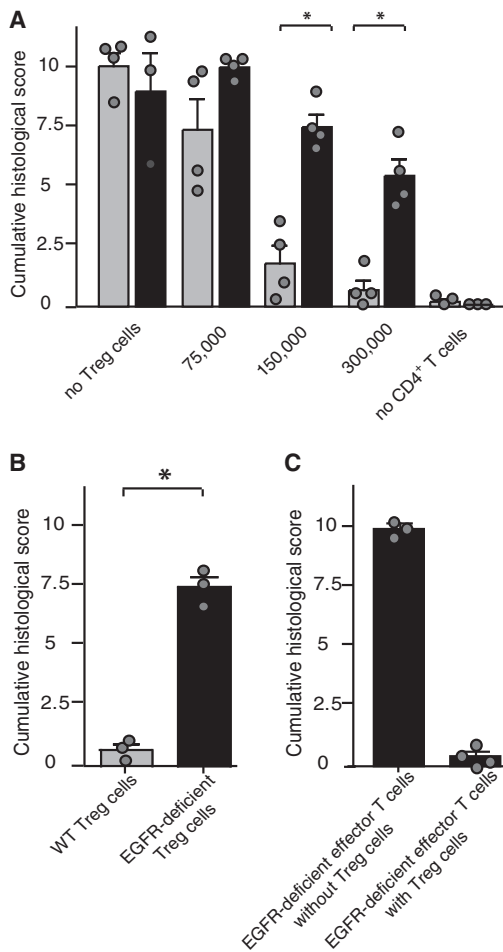 A
Cumulative histological score
10
7.5
5
2.5
0
*
*
no Treg cells
75,000
150,000
300,000
no CD4⁺ T cells
B
Cumulative histological score
10
7.5
5
2.5
0
*
WT Treg cells
EGFR-deficient
Treg cells
C
Cumulative histological score
10
7.5
5
2.5
0
EGFR-deficient effector T cells
without Treg cells
EGFR-deficient effector T cells
with Treg cells